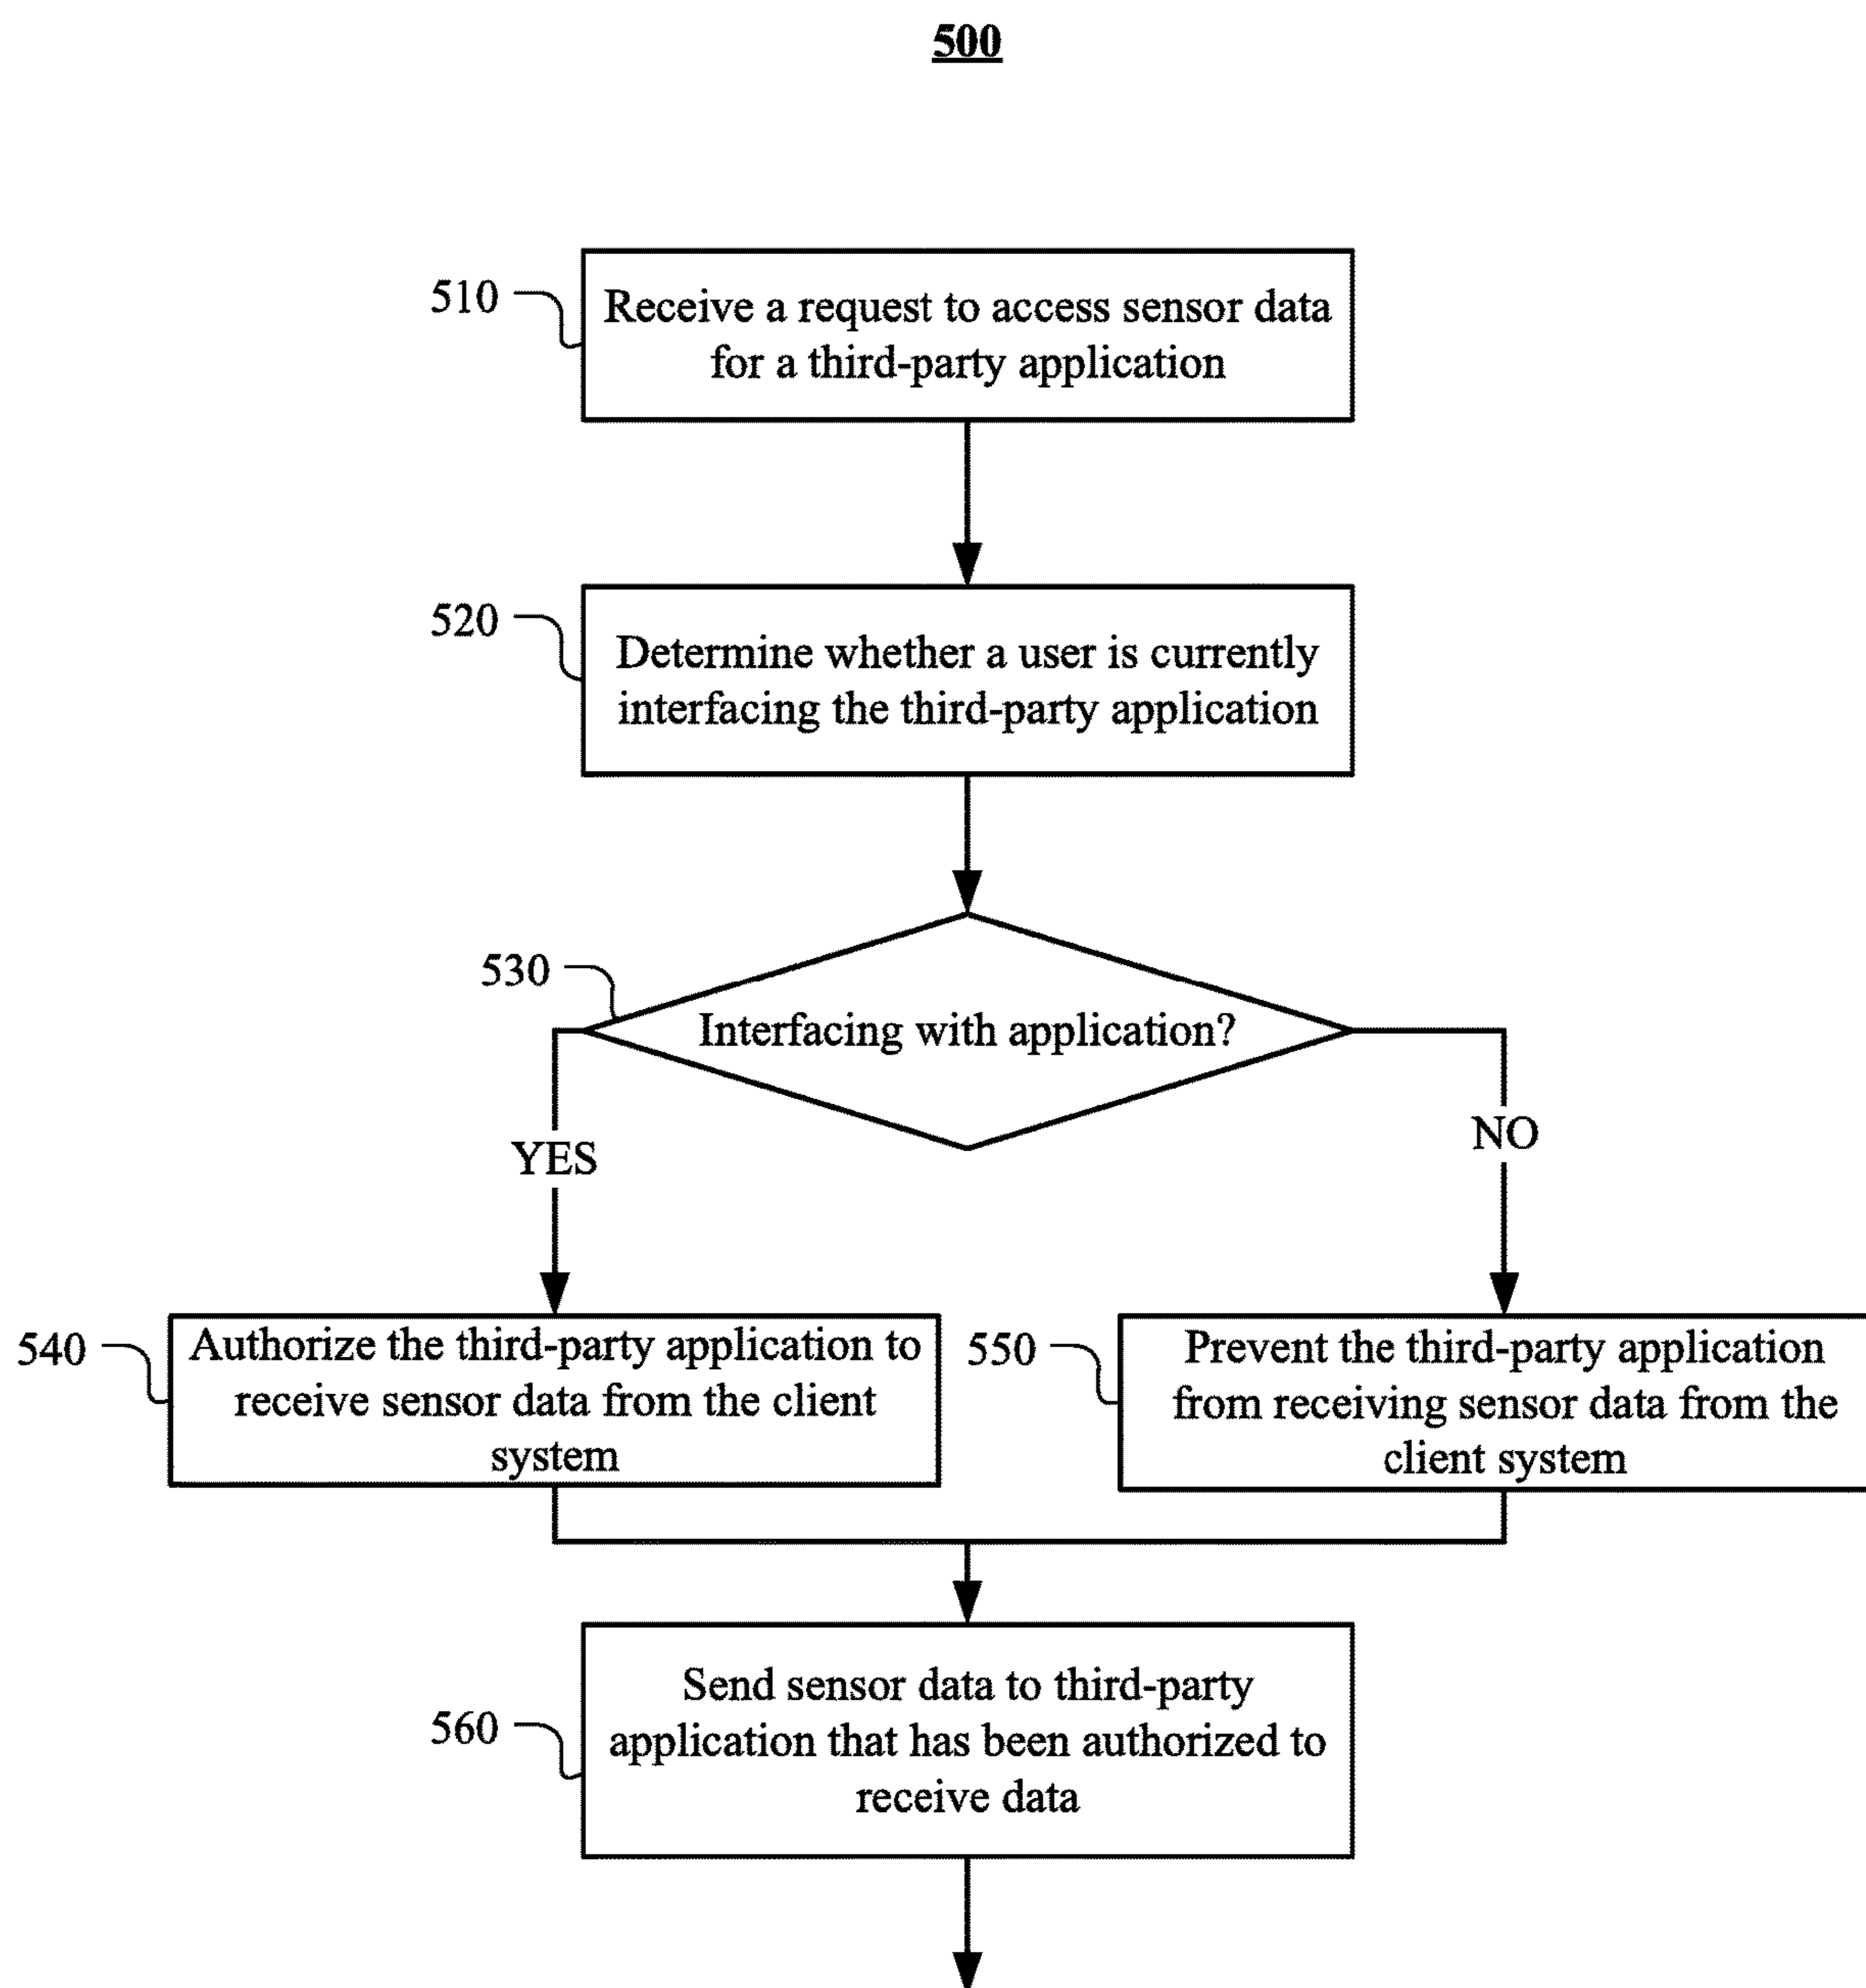 500
510
Receive a request to access sensor data
for a third-party application
520
Determine whether a user is currently
interfacing the third-party application
530
Interfacing with application?
YES
NO
540
Authorize the third-party application to
receive sensor data from the client
system
550
Prevent the third-party application
from receiving sensor data from the
client system
560
Send sensor data to third-party
application that has been authorized to
receive data